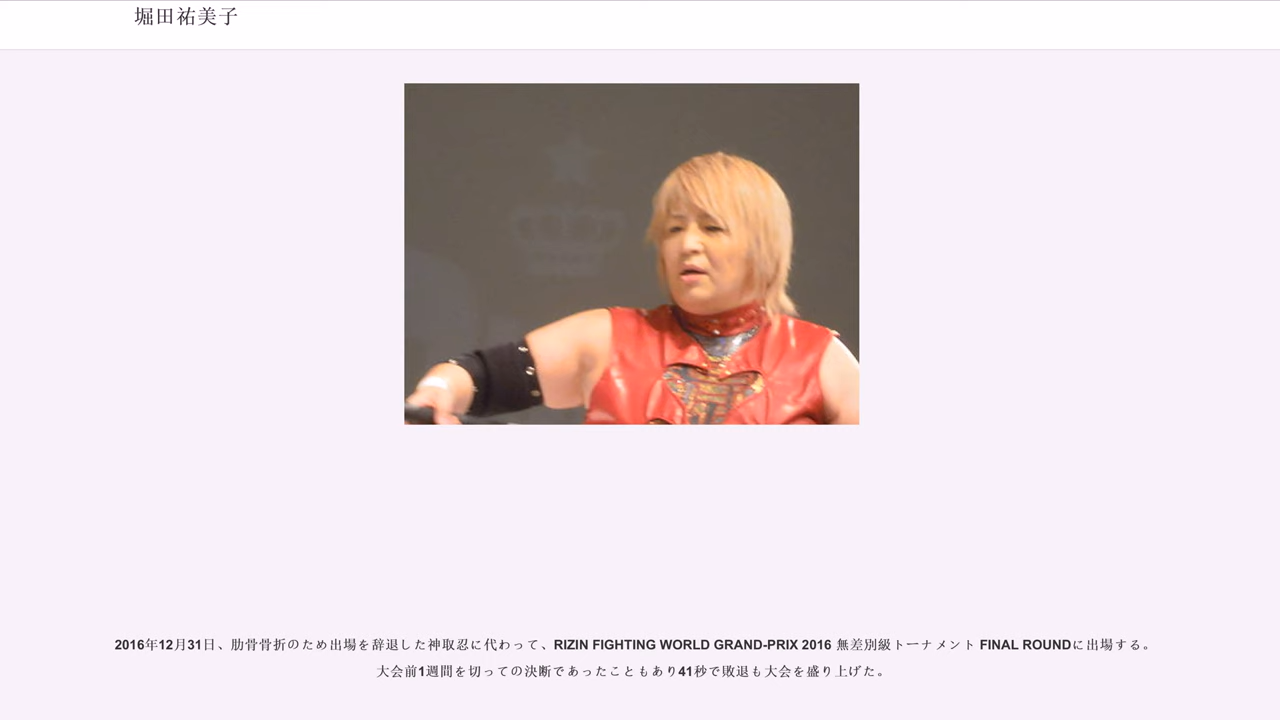 堀田祐美子
2016年12月31日、肋骨骨折のため出場を辞退した神取忍に代わって、RIZIN FIGHTING WORLD GRAND-PRIX 2016 無差別級トーナメント FINAL ROUNDに出場する。
大会前1週間を切っての決断であったこともあり41秒で敗退も大会を盛り上げた。